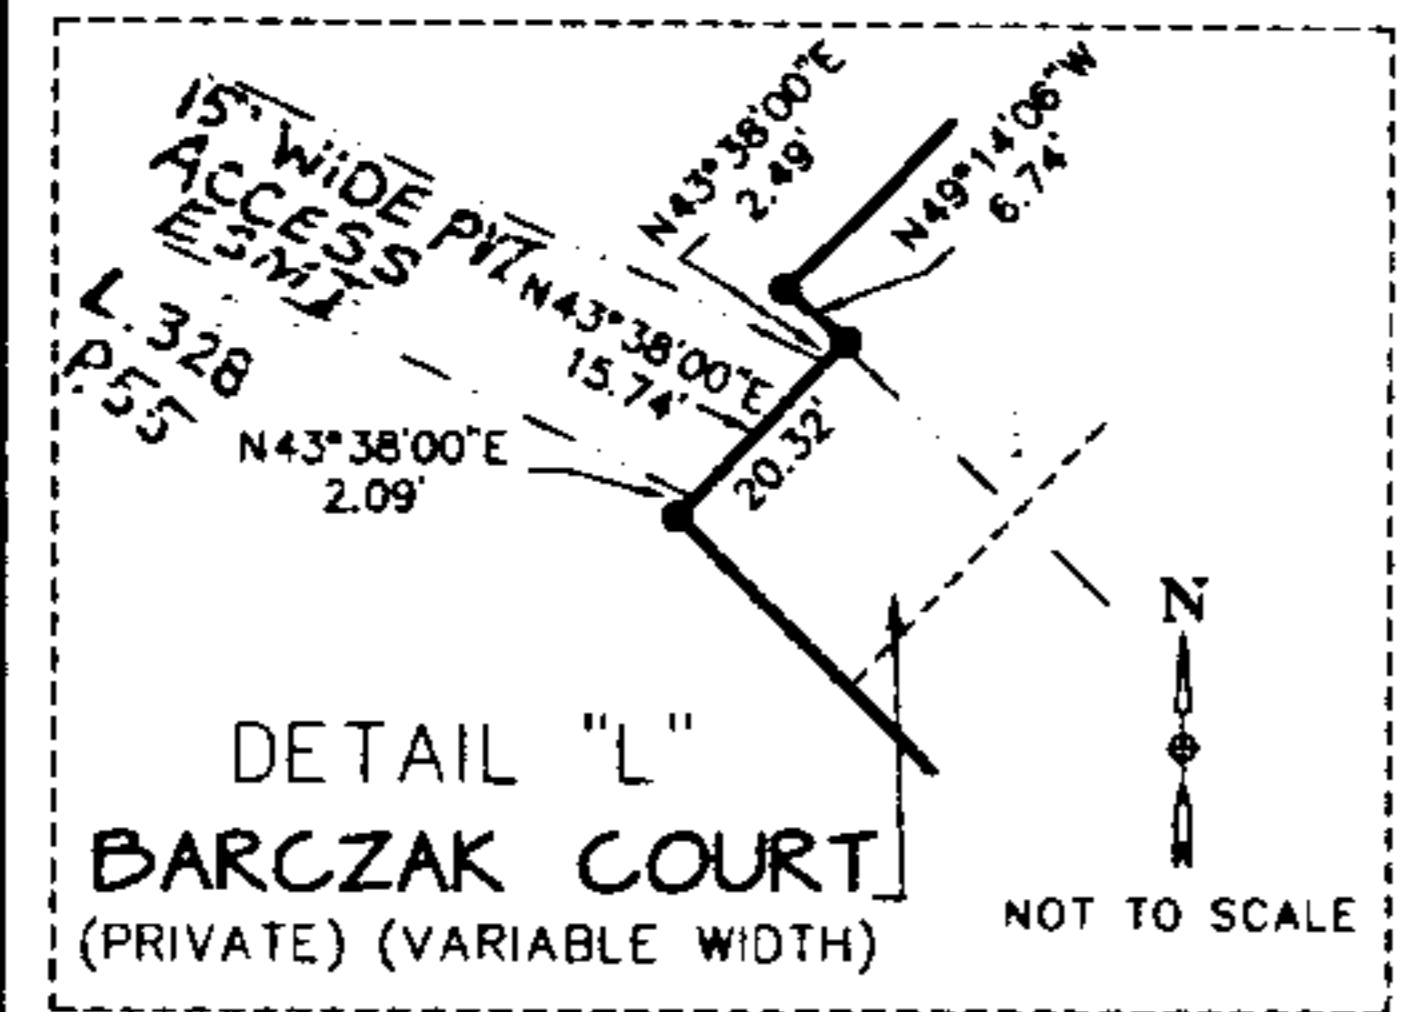 15' WiDE PVT
ACCESS
ESMT
L.328
P.55
N43°38'00"E
2.49'
N49°14'06"W
6.74'
N43°38'00"E
15.74'
20.32'
N43°38'00"E
2.09'
N
DETAIL "L"
BARCZAK COURT
(PRIVATE) (VARIABLE WIDTH)
NOT TO SCALE